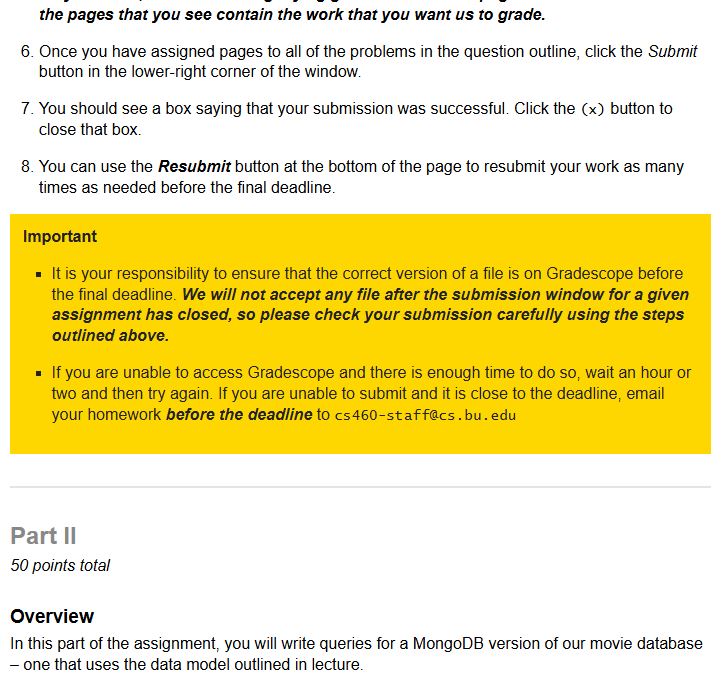 the pages that you see contain the work that you want us to grade.
6. Once you have assigned pages to all of the problems in the question outline, click the Submit
button in the lower-right corner of the window.
7. You should see a box saying that your submission was successful. Click the (x) button to
close that box.
8. You can use the Resubmit button at the bottom of the page to resubmit your work as many
times as needed before the final deadline.
Important
▪ It is your responsibility to ensure that the correct version of a file is on Gradescope before
the final deadline. We will not accept any file after the submission window for a given
assignment has closed, so please check your submission carefully using the steps
outlined above.
▪ If you are unable to access Gradescope and there is enough time to do so, wait an hour or
two and then try again. If you are unable to submit and it is close to the deadline, email
your homework before the deadline to cs460-staff@cs.bu.edu
Part II
50 points total
Overview
In this part of the assignment, you will write queries for a MongoDB version of our movie database
– one that uses the data model outlined in lecture.